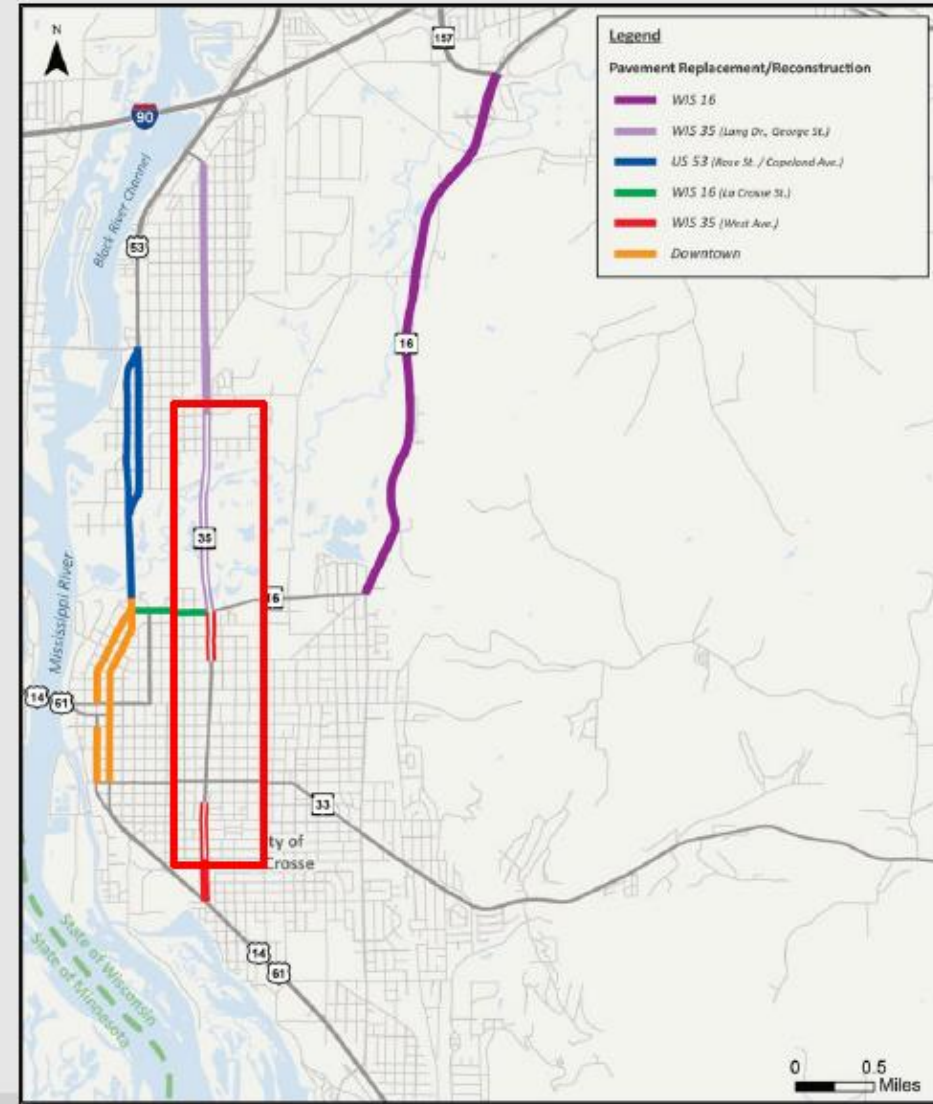 N
157
90
Black River Channel
53
16
35
16
Mississippi River
14
61
33
ty of
Crosse
14
61
State of Wisconsin
State of Minnesota
0 0.5
Miles
Legend
Pavement Replacement/Reconstruction
WIS 16
WIS 35 (Lang Dr., George St.)
US 53 (Rose St. / Copeland Ave.)
WIS 16 (La Crosse St.)
WIS 35 (West Ave.)
Downtown